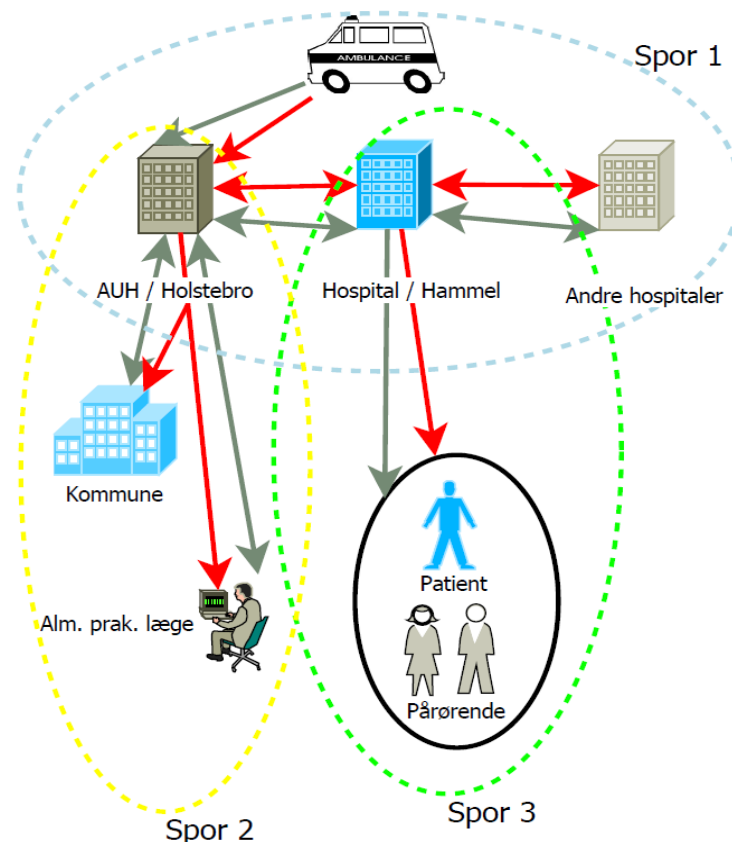 Spor 1
AMBULANCE
AUH / Holstebro
Hospital / Hammel
Andre hospitaler
Kommune
Alm. prak. læge
Patient
Pårørende
Spor 2
Spor 3